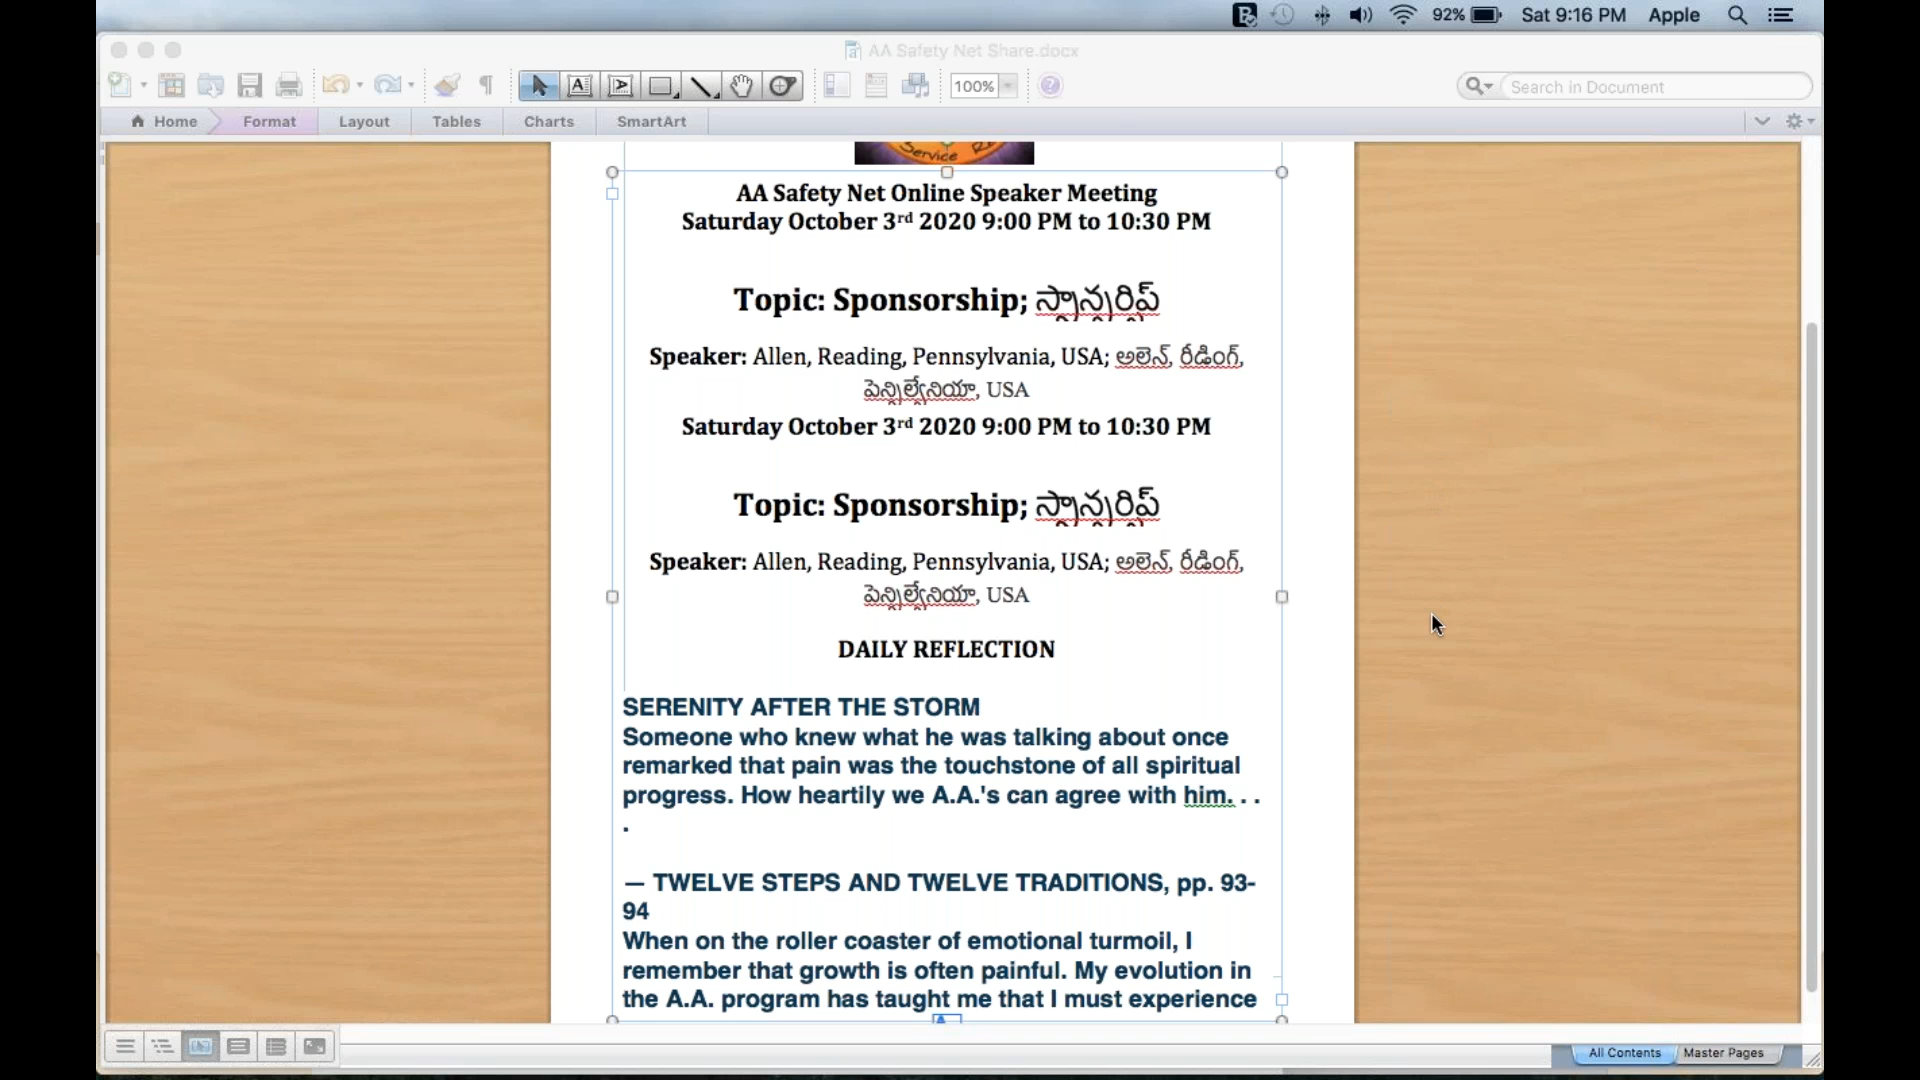 92% Sat 9:16 PM Apple
AA Safety Net Share.docx
100%
Search in Document
Home Format Layout Tables Charts SmartArt
Service
AA Safety Net Online Speaker Meeting
Saturday October 3rd 2020 9:00 PM to 10:30 PM
Topic: Sponsorship; స్పాన్సర్షిప్
Speaker: Allen, Reading, Pennsylvania, USA; అలెన్, రీడింగ్,
పెన్సిల్వేనియా, USA
Saturday October 3rd 2020 9:00 PM to 10:30 PM
Topic: Sponsorship; స్పాన్సర్షిప్
Speaker: Allen, Reading, Pennsylvania, USA; అలెన్, రీడింగ్,
పెన్సిల్వేనియా, USA
DAILY REFLECTION
SERENITY AFTER THE STORM
Someone who knew what he was talking about once
remarked that pain was the touchstone of all spiritual
progress. How heartily we A.A.'s can agree with him. . .
.
— TWELVE STEPS AND TWELVE TRADITIONS, pp. 93-
94
When on the roller coaster of emotional turmoil, I
remember that growth is often painful. My evolution in
the A.A. program has taught me that I must experience
All Contents Master Pages